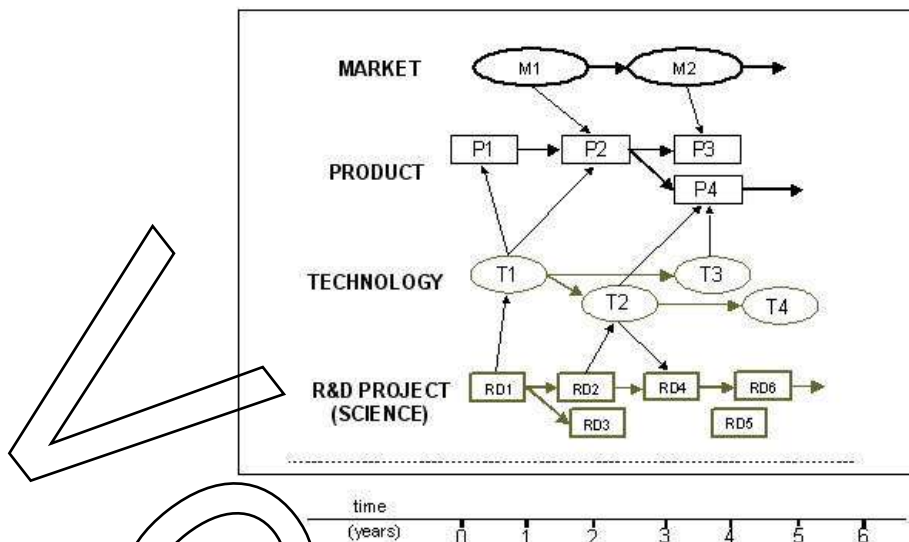 MARKET M1 M2
P1 P2 P3
PRODUCT
P4
TECHNOLOGY T1 T3
T2 T4
R&D PROJECT RD1 RD2 RD4 RD6
(SCIENCE) RD3 RD5
time
(years) 0 1 2 3 4 5 6